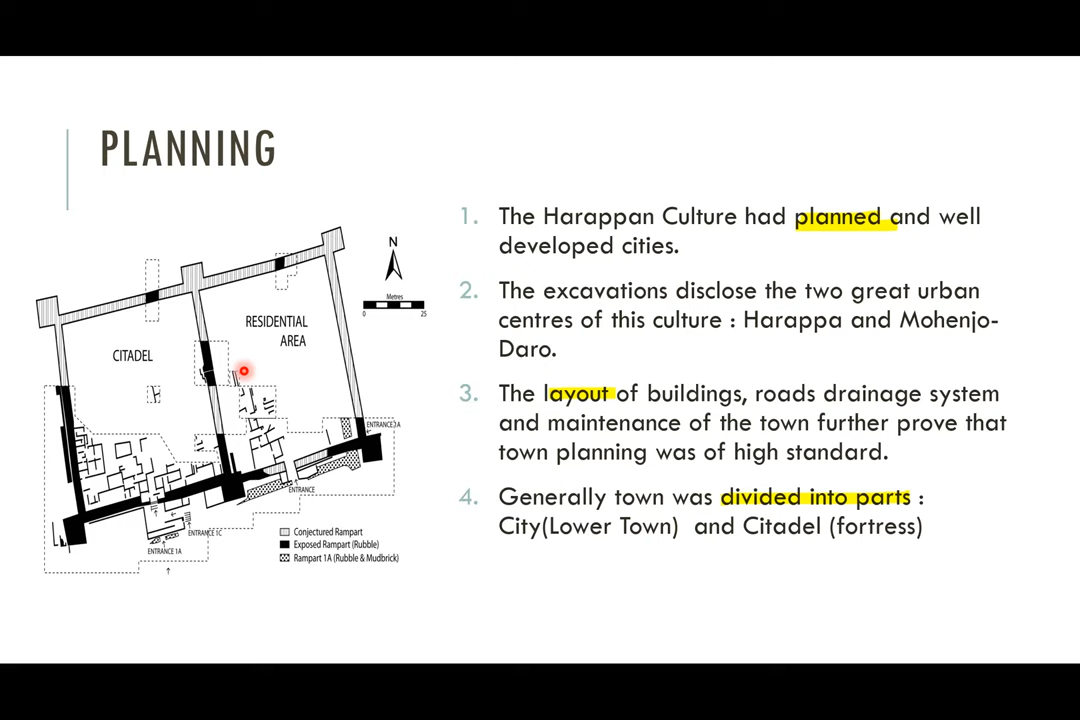 PLANNING
1. The Harappan Culture had planned and well
developed cities.
2. The excavations disclose the two great urban
centres of this culture : Harappa and Mohenjo-
Daro.
3. The layout of buildings, roads drainage system
and maintenance of the town further prove that
town planning was of high standard.
4. Generally town was divided into parts :
City(Lower Town) and Citadel (fortress)
N
Metres
0 25
RESIDENTIAL
AREA
CITADEL
ENTRANCE
ENTRANCE 1C
ENTRANCE 1A
Conjectured Rampart
Exposed Rampart (Rubble)
Rampart 1A (Rubble & Mudbrick)